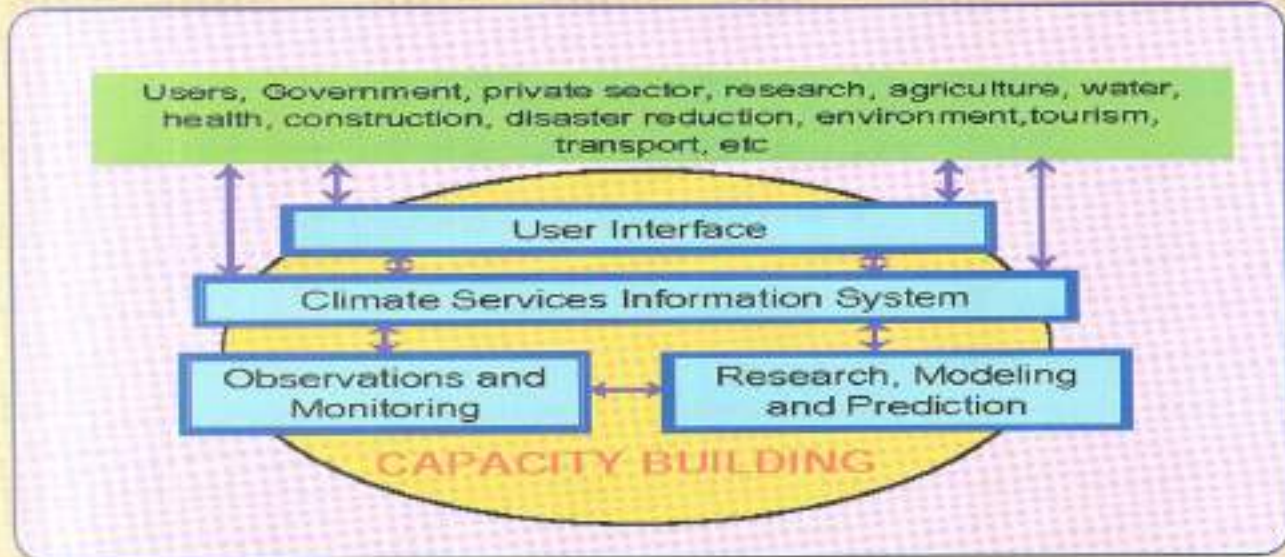 Users, Government, private sector, research, agriculture, water,
health, construction, disaster reduction, environment,tourism,
transport, etc
User Interface
Climate Services Information System
Observations and
Monitoring
Research, Modeling
and Prediction
CAPACITY BUILDING